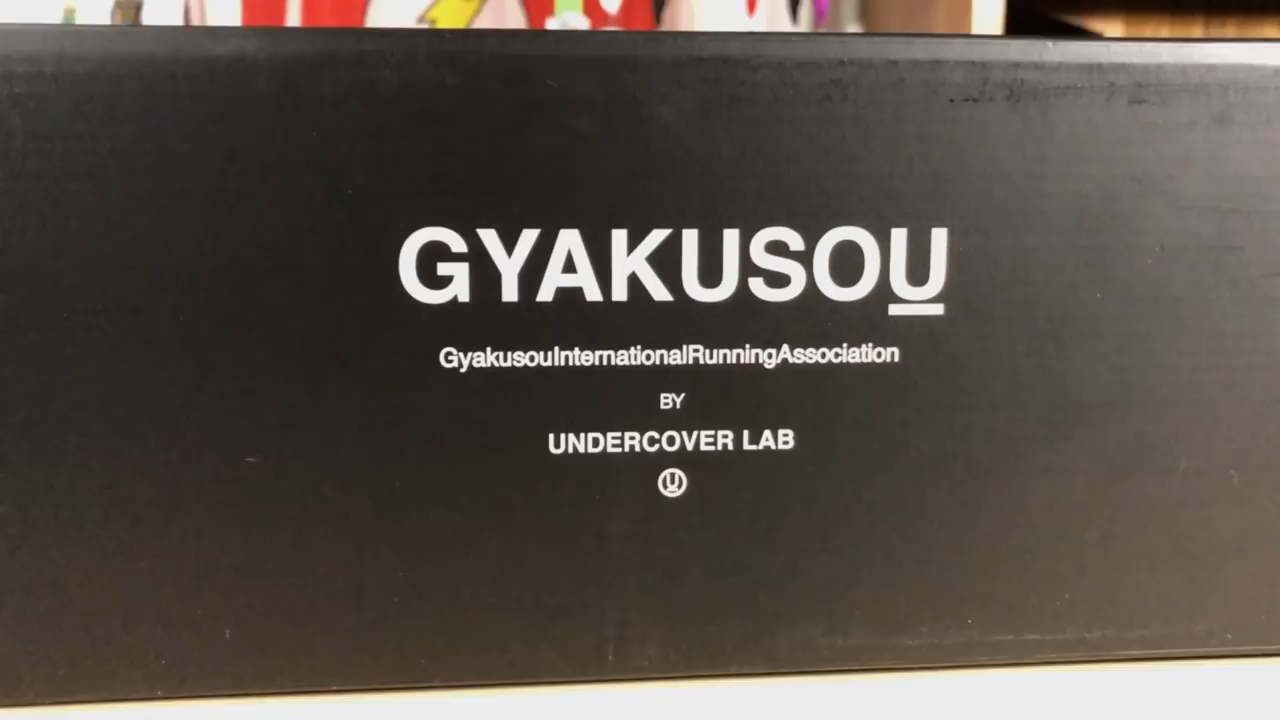 GYAKUSOU
GyakusouInternationalRunningAssociation
BY
UNDERCOVER LAB
U